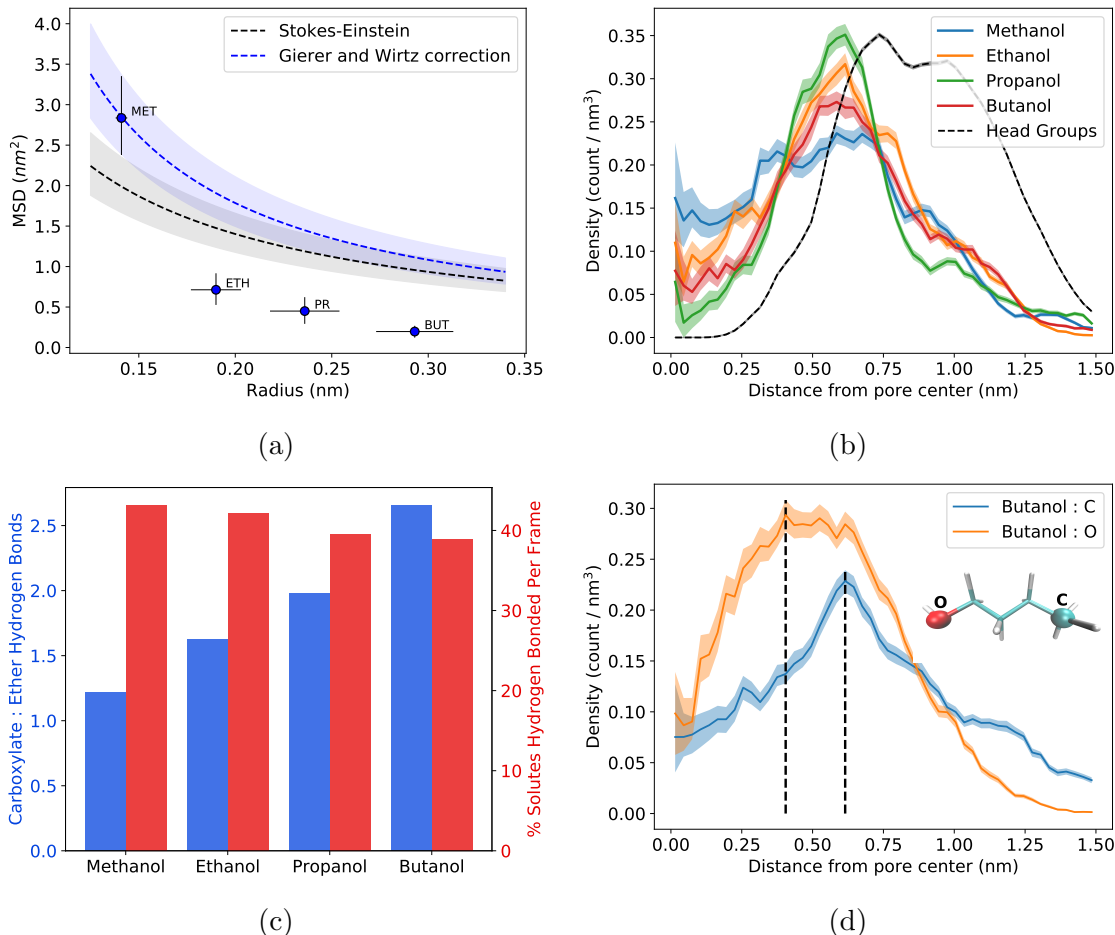 4.0
3.5
3.0
2.5
2.0
1.5
1.0
0.5
0.0
MSD (nm²)
Stokes-Einstein
Gierer and Wirtz correction
MET
ETH
PR
BUT
0.15
0.20
0.25
0.30
0.35
Radius (nm)
(a)
0.35
0.30
0.25
0.20
0.15
0.10
0.05
0.00
Density (count / nm³)
Methanol
Ethanol
Propanol
Butanol
Head Groups
0.00
0.25
0.50
0.75
1.00
1.25
1.50
Distance from pore center (nm)
(b)
2.5
2.0
1.5
1.0
0.5
0.0
Carboxylate : Ether Hydrogen Bonds
40
30
20
10
0
% Solutes Hydrogen Bonded Per Frame
Methanol
Ethanol
Propanol
Butanol
(c)
0.30
0.25
0.20
0.15
0.10
0.05
0.00
Density (count / nm³)
Butanol : C
Butanol : O
O
C
0.00
0.25
0.50
0.75
1.00
1.25
1.50
Distance from pore center (nm)
(d)